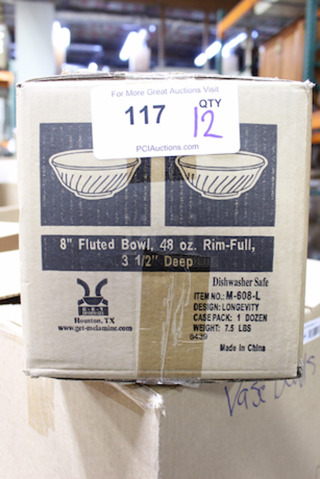 For More Great Auctions Visit
117
QTY
12
PCIAuctions.com
8" Fluted Bowl, 48 oz. Rim-Full,
3 1/2" Deep
Dishwasher Safe
ITEM NO.: M-608-L
DESIGN: LONGEVITY
CASE PACK: 1 DOZEN
WEIGHT: 7.5 LBS
Made in China
Houston, TX
www.get-melamine.com
Vase